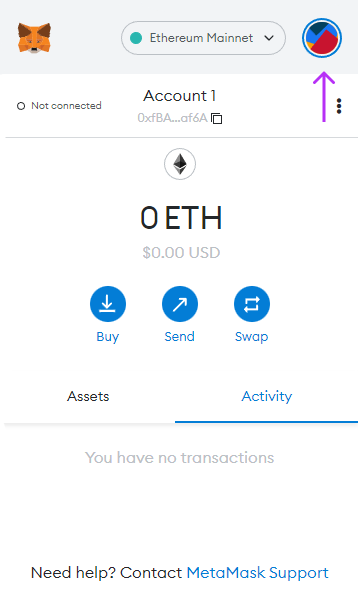 Ethereum Mainnet
Not connected
Account 1
0xfBA...af6A
0 ETH
$0.00 USD
Buy
Send
Swap
Assets
Activity
You have no transactions
Need help? Contact MetaMask Support